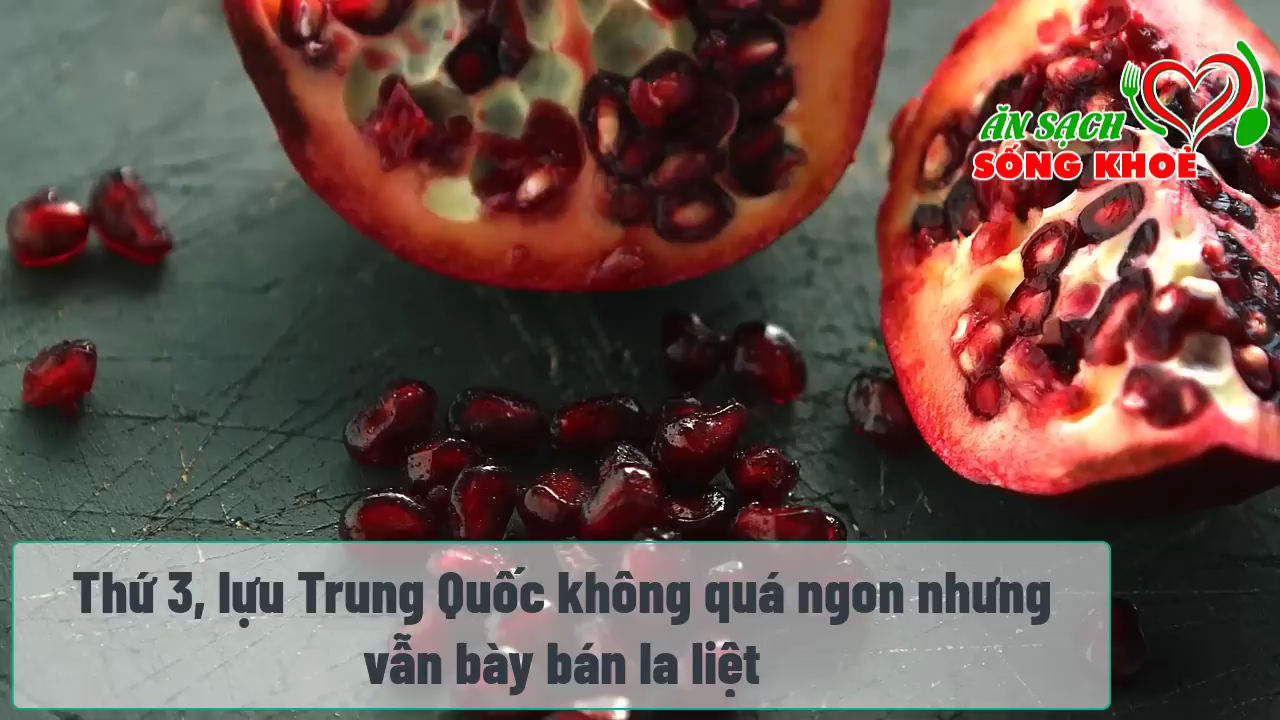 ĂN SẠCH
SỐNG KHOẺ
Thứ 3, lựu Trung Quốc không quá ngon nhưng
vẫn bày bán la liệt